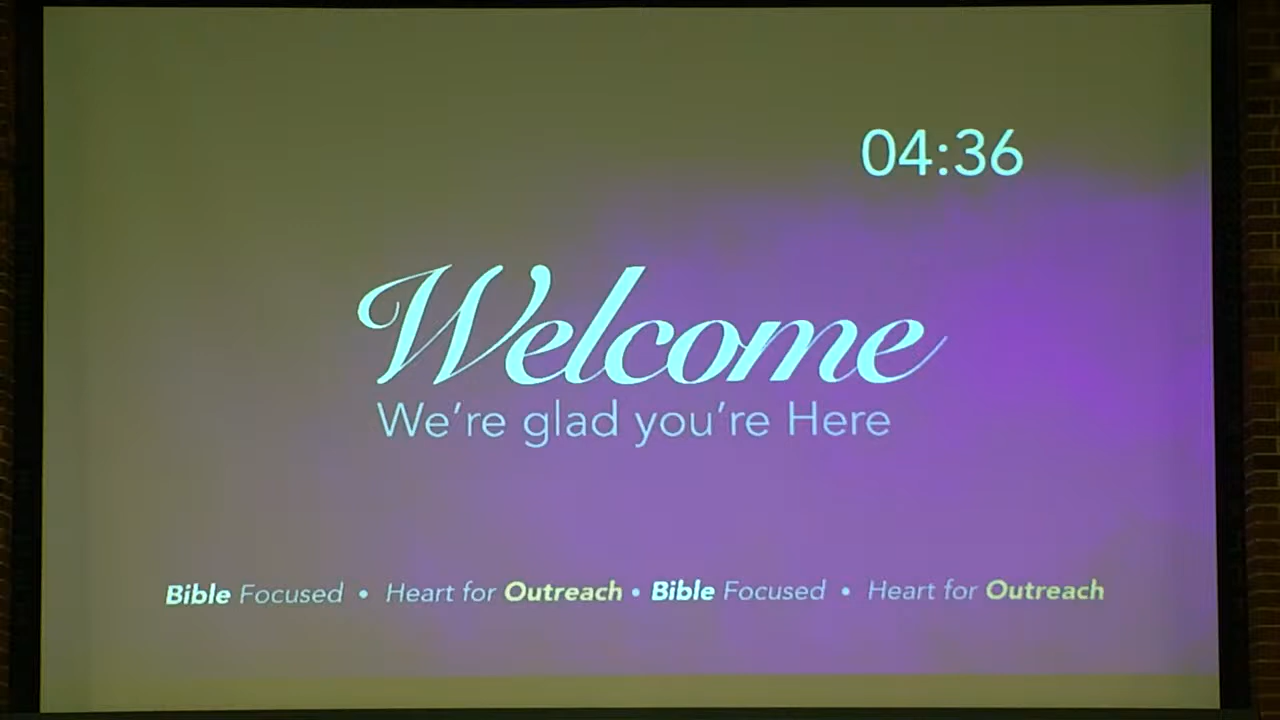 04:36
Welcome
We're glad you're Here
Bible Focused • Heart for Outreach • Bible Focused • Heart for Outreach